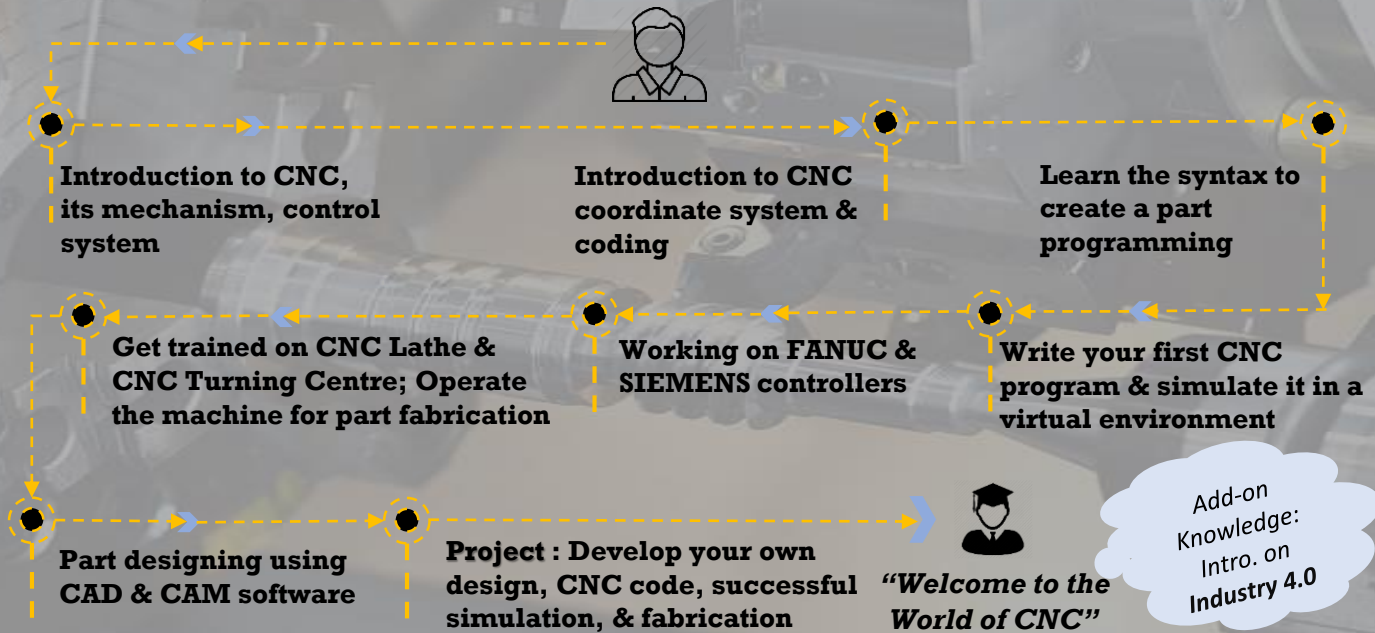 Introduction to CNC,
its mechanism, control
system
Introduction to CNC
coordinate system &
coding
Learn the syntax to
create a part
programming
Write your first CNC
program & simulate it in a
virtual environment
Working on FANUC &
SIEMENS controllers
Get trained on CNC Lathe &
CNC Turning Centre; Operate
the machine for part fabrication
Part designing using
CAD & CAM software
Project : Develop your own
design, CNC code, successful
simulation, & fabrication
“Welcome to the
World of CNC”
Add-on
Knowledge:
Intro. on
Industry 4.0